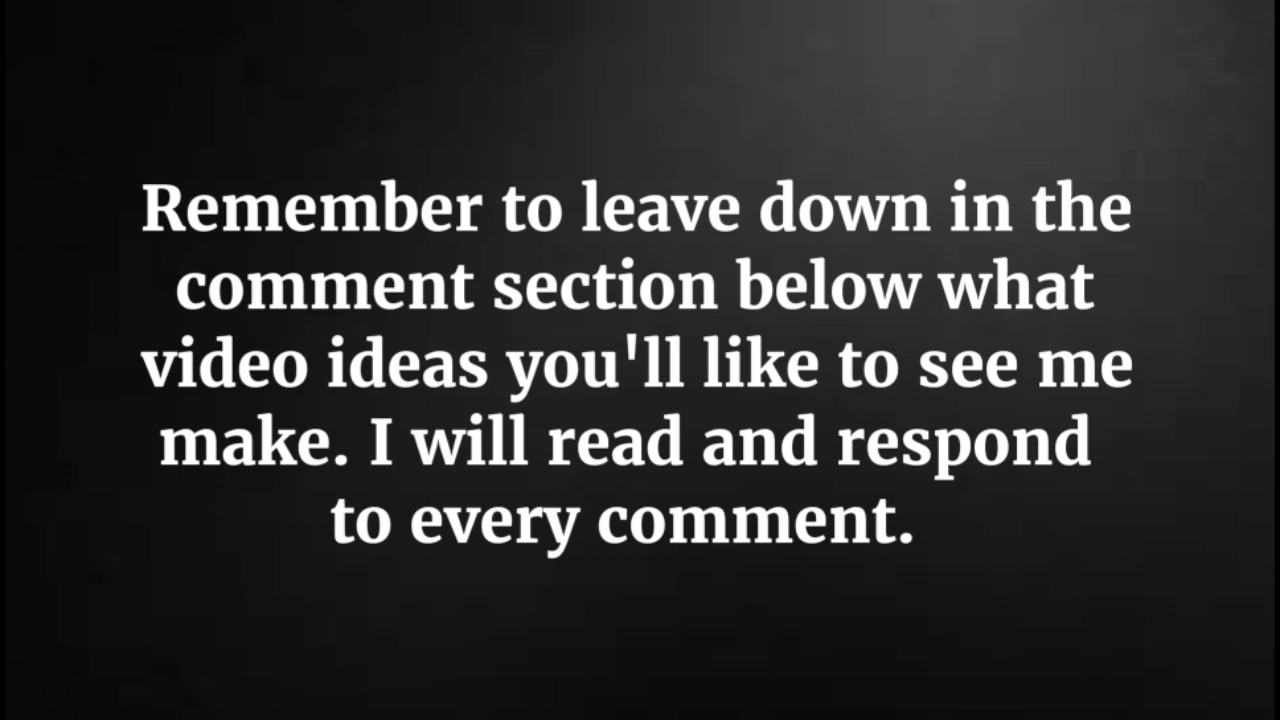 Remember to leave down in the
comment section below what
video ideas you'll like to see me
make. I will read and respond
to every comment.